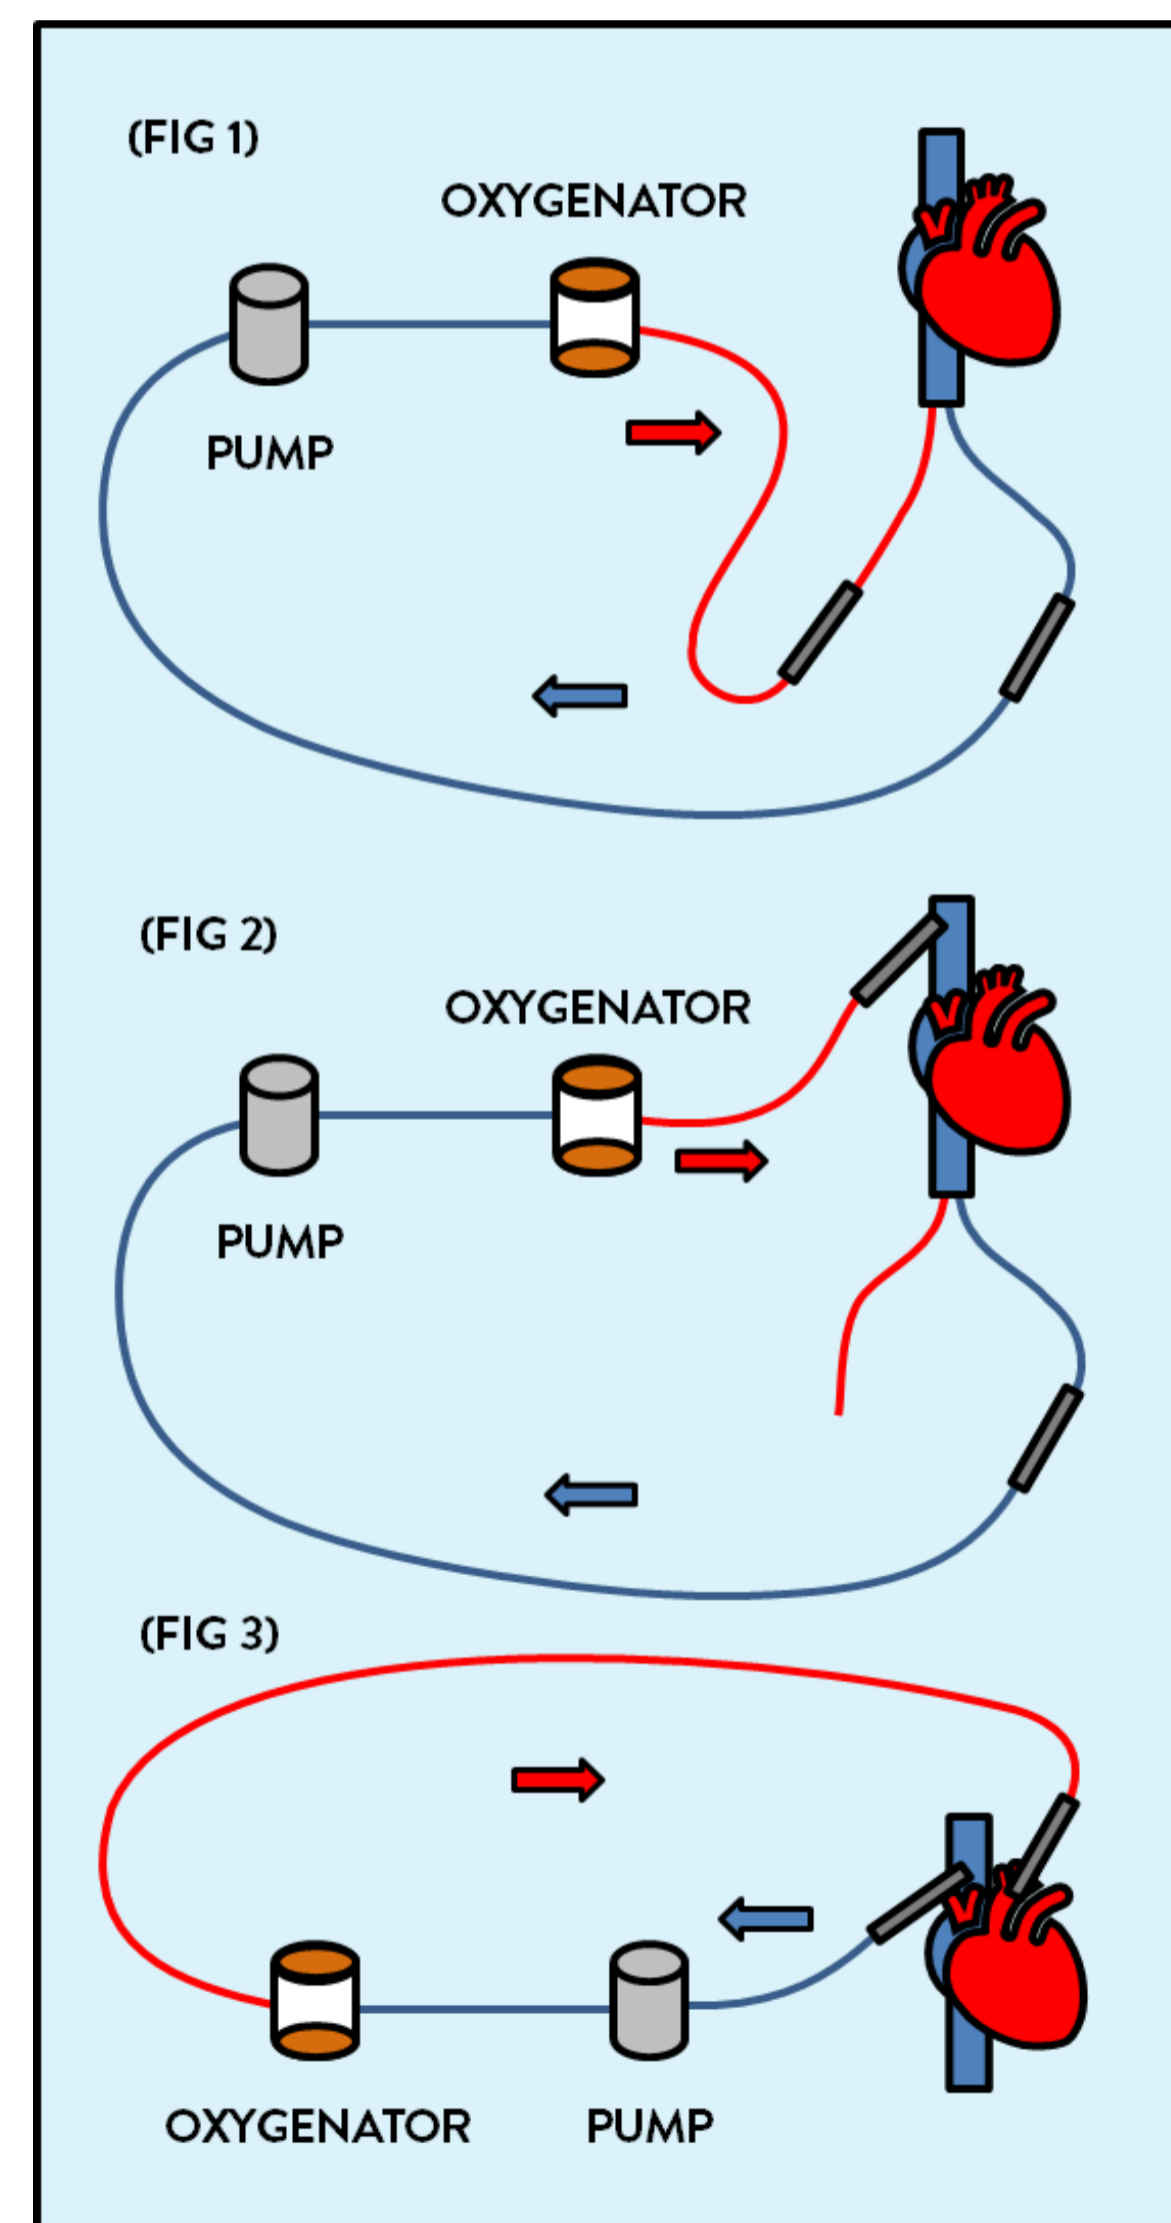 (FIG 1)
OXYGENATOR
PUMP
(FIG 2)
OXYGENATOR
PUMP
(FIG 3)
OXYGENATOR
PUMP